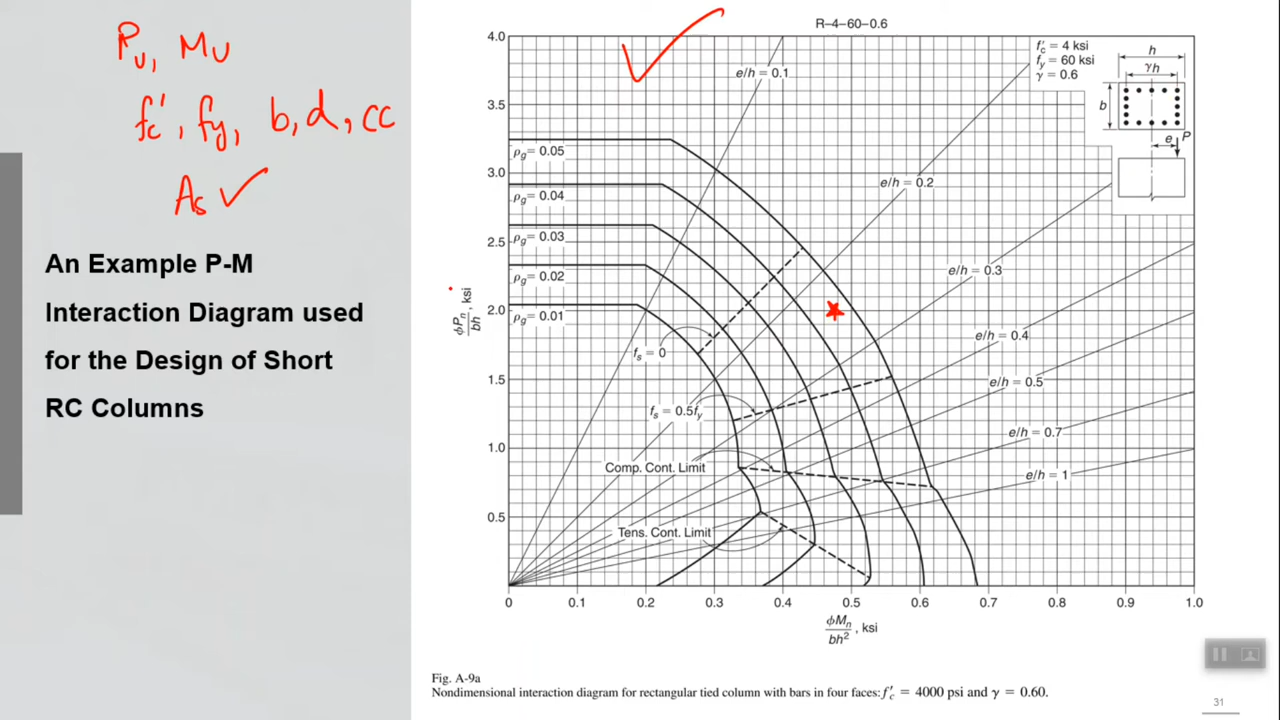 Pu, Mu
fc', fy, b, d, cc
As ✓
An Example P-M
Interaction Diagram used
for the Design of Short
RC Columns
R–4–60–0.6
f′c = 4 ksi
fy = 60 ksi
γ = 0.6
h
γh
b
e
P
4.0
3.5
3.0
2.5
2.0
1.5
1.0
0.5
ϕPn/bh, ksi
e/h = 0.1
e/h = 0.2
e/h = 0.3
e/h = 0.4
e/h = 0.5
e/h = 0.7
e/h = 1
ρg = 0.05
ρg = 0.04
ρg = 0.03
ρg = 0.02
ρg = 0.01
fs = 0
fs = 0.5fy
Comp. Cont. Limit
Tens. Cont. Limit
0 0.1 0.2 0.3 0.4 0.5 0.6 0.7 0.8 0.9 1.0
ϕMn/bh², ksi
Fig. A-9a
Nondimensional interaction diagram for rectangular tied column with bars in four faces: f′c = 4000 psi and γ = 0.60.
31